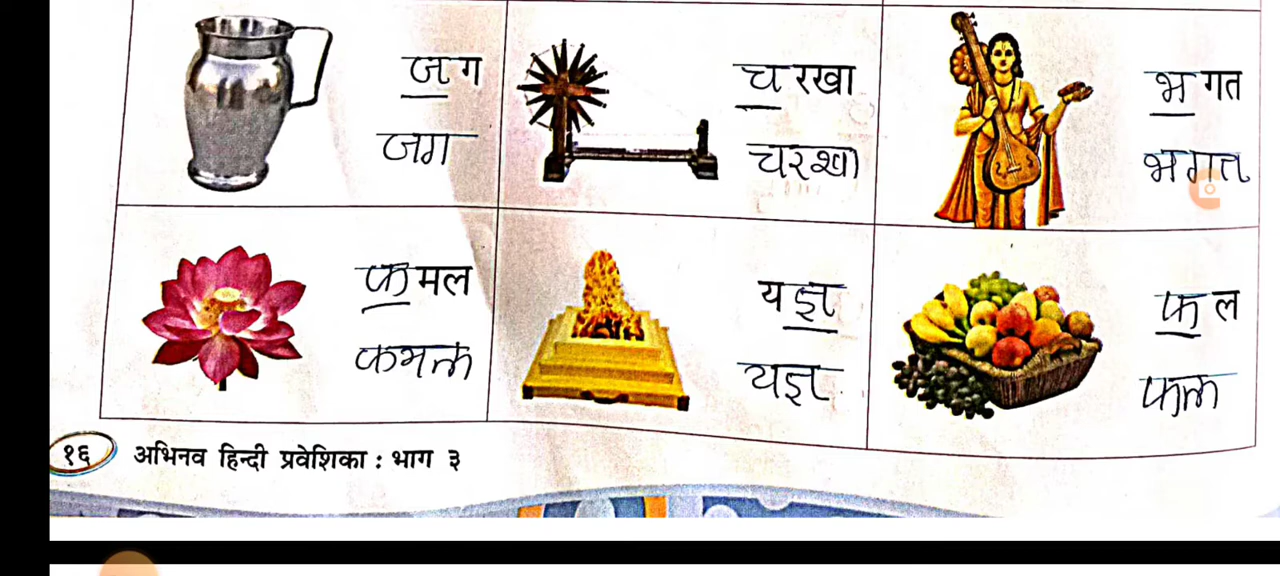 जग
जग
चरखा
चरखा
भगत
भगत
कमल
कमल
यज्ञ
यज्ञ
फल
फल
१६ अभिनव हिन्दी प्रवेशिका : भाग ३